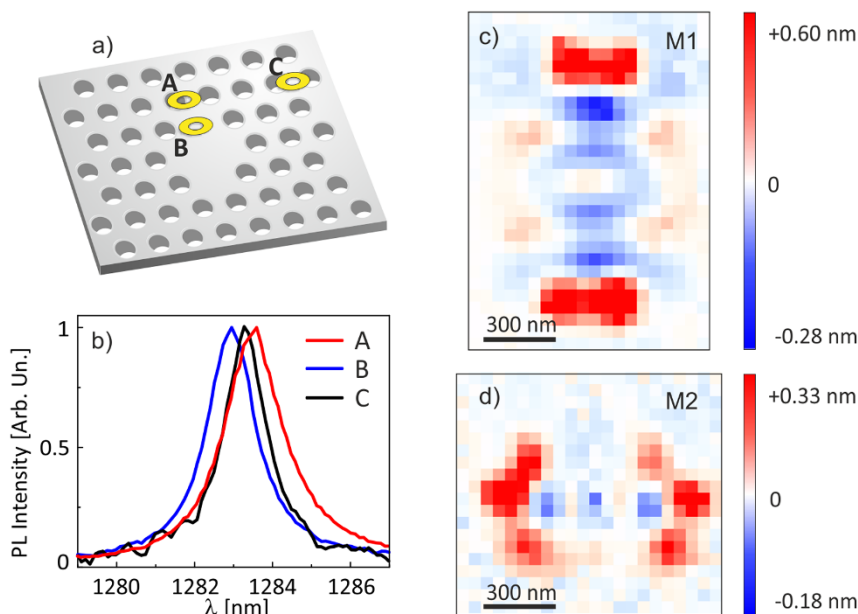 a)
A
B
C
b)
PL Intensity [Arb. Un.]
1
0.5
0
A
B
C
1280 1282 1284 1286
λ [nm]
c)
M1
300 nm
+0.60 nm
0
-0.28 nm
d)
M2
300 nm
+0.33 nm
0
-0.18 nm